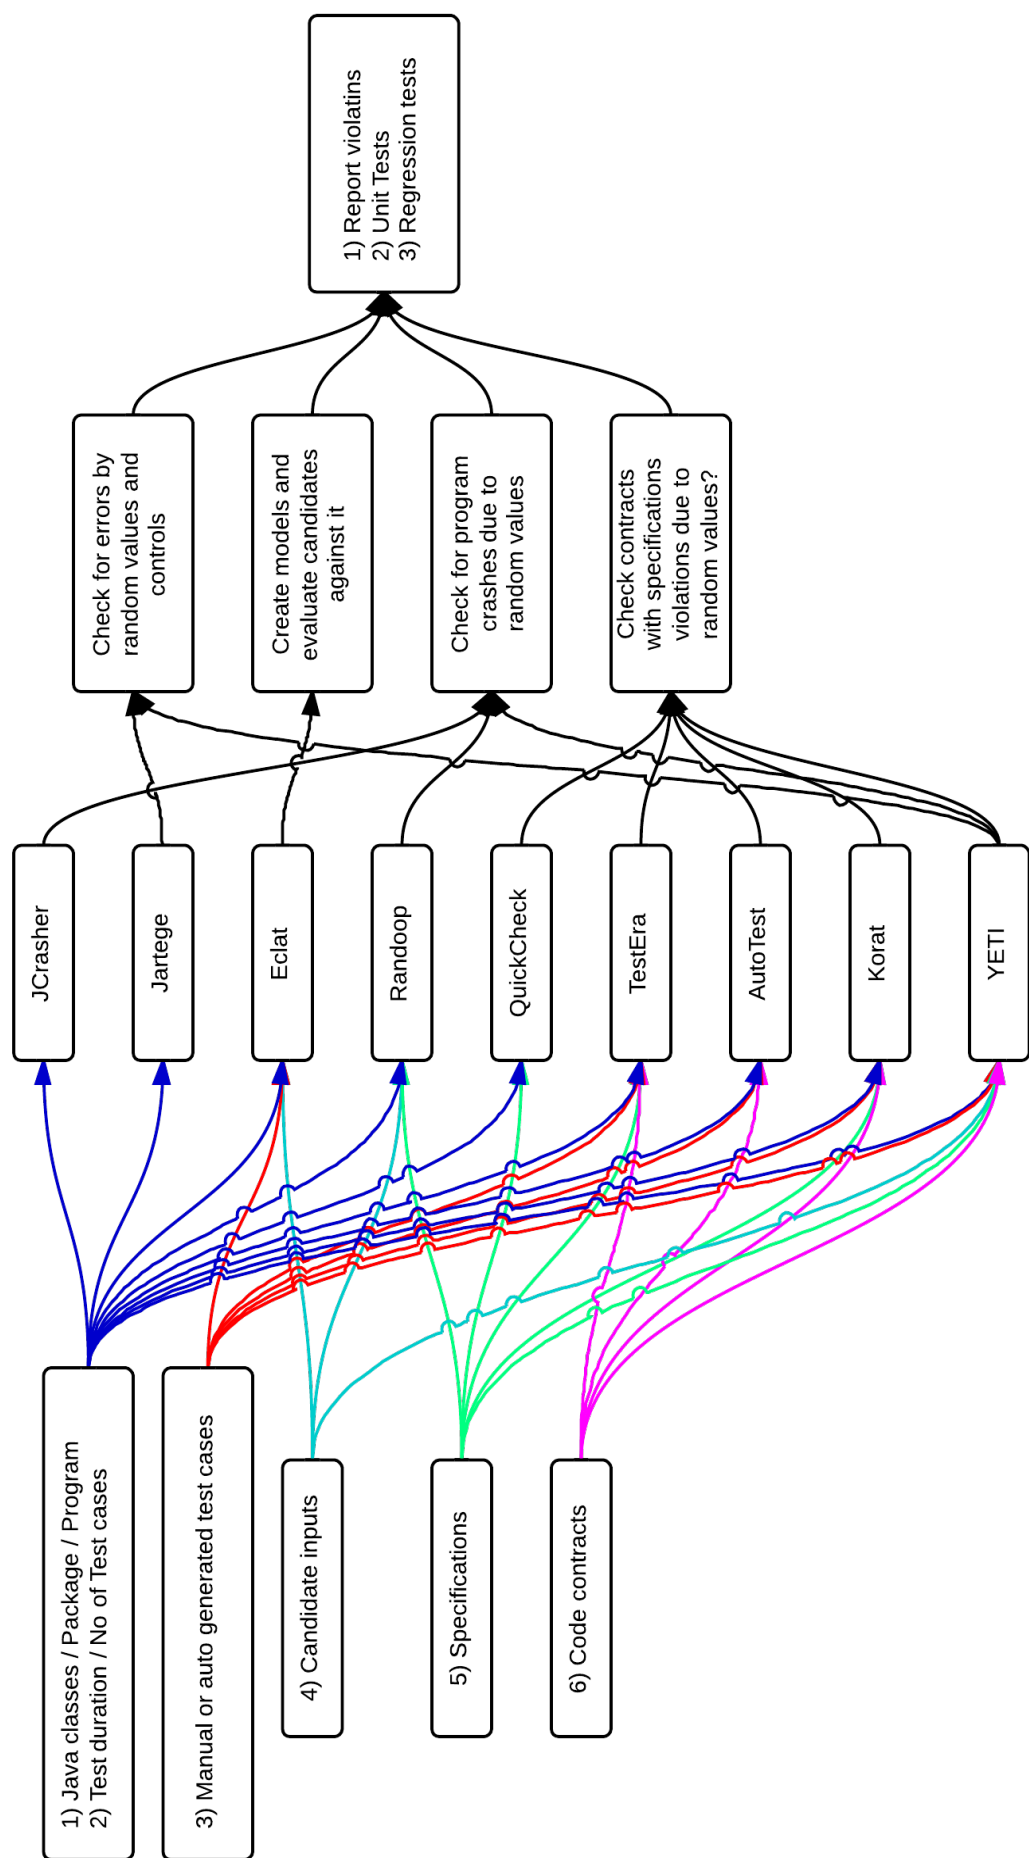 1) Java classes / Package / Program
2) Test duration / No of Test cases
3) Manual or auto generated test cases
4) Candidate inputs
5) Specifications
6) Code contracts
JCrasher
Jartege
Eclat
Randoop
QuickCheck
TestEra
AutoTest
Korat
YETI
Check for errors by
random values and
controls
Create models and
evaluate candidates
against it
Check for program
crashes due to
random values
Check contracts
with specifications
violations due to
random values?
1) Report violatins
2) Unit Tests
3) Regression tests